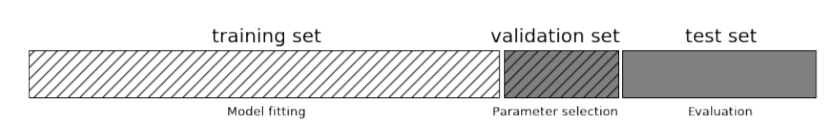 training set validation set test set
Model fitting Parameter selection Evaluation